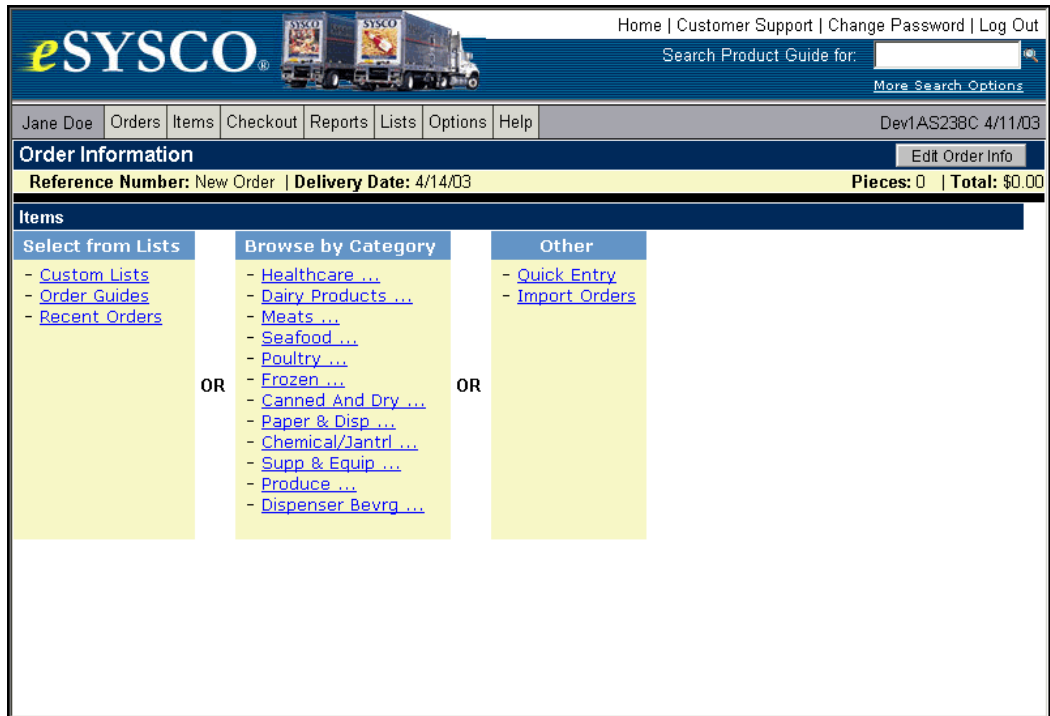 Home | Customer Support | Change Password | Log Out
eSYSCO®
SYSCO SYSCO
Search Product Guide for:
More Search Options
Jane Doe Orders Items Checkout Reports Lists Options Help Dev1AS238C 4/11/03
Order Information Edit Order Info
Reference Number: New Order | Delivery Date: 4/14/03 Pieces: 0 | Total: $0.00
Items
Select from Lists
- Custom Lists
- Order Guides
- Recent Orders
OR
Browse by Category
- Healthcare ...
- Dairy Products ...
- Meats ...
- Seafood ...
- Poultry ...
- Frozen ...
- Canned And Dry ...
- Paper & Disp ...
- Chemical/Jantrl ...
- Supp & Equip ...
- Produce ...
- Dispenser Bevrg ...
OR
Other
- Quick Entry
- Import Orders